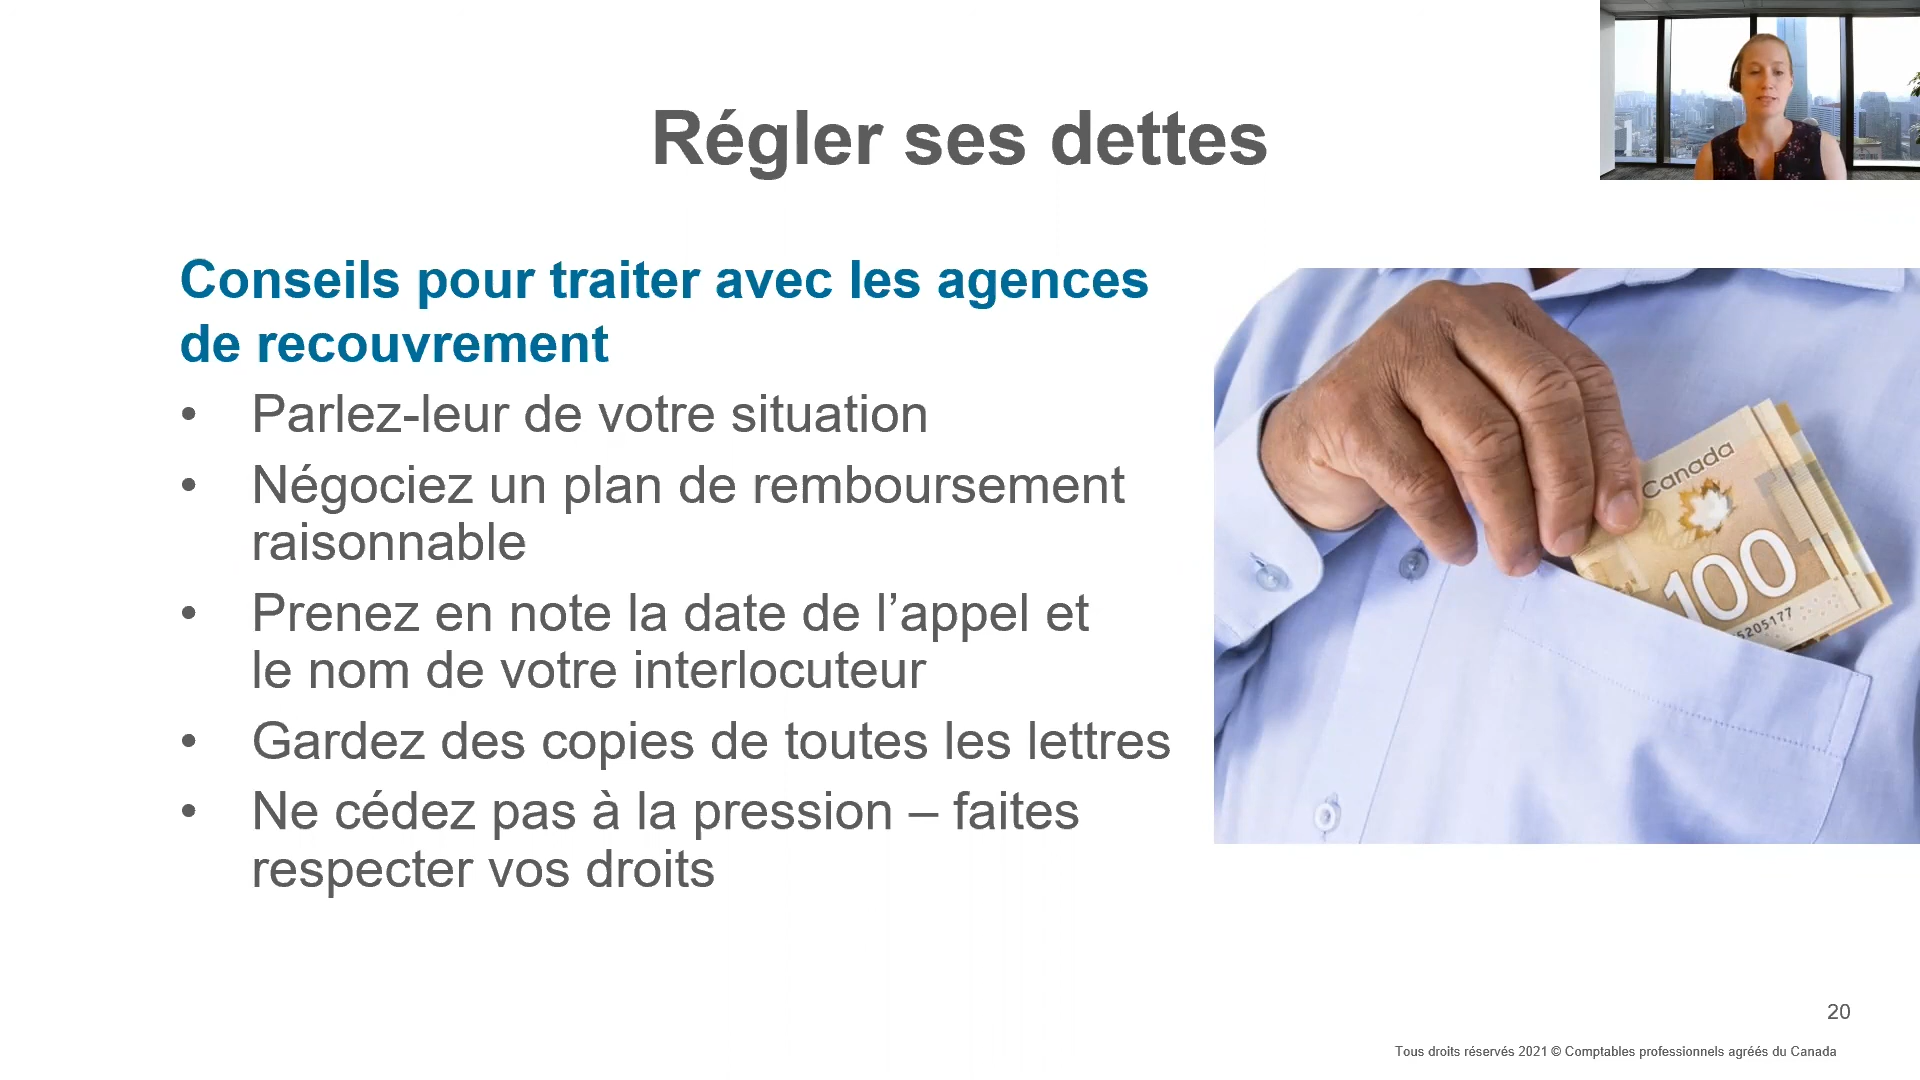 Régler ses dettes
Conseils pour traiter avec les agences
de recouvrement
• Parlez-leur de votre situation
• Négociez un plan de remboursement
raisonnable
• Prenez en note la date de l’appel et
le nom de votre interlocuteur
• Gardez des copies de toutes les lettres
• Ne cédez pas à la pression – faites
respecter vos droits
Canada
100
5205177
20
Tous droits réservés 2021 © Comptables professionnels agréés du Canada